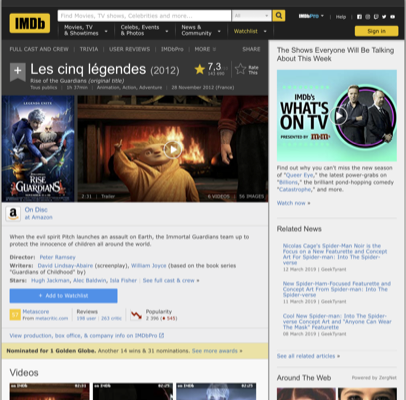 IMDb
Find Movies, TV shows, Celebrities and more...
All
IMDbPro
Help
Movies, TV
& Showtimes
Celebs, Events
& Photos
News &
Community
Watchlist
Sign in
FULL CAST AND CREW | TRIVIA | USER REVIEWS | IMDbPro | MORE
SHARE
Les cinq légendes (2012)
Rise of the Guardians (original title)
Tous publics | 1h 37min | Animation, Action, Adventure | 28 November 2012 (France)
7,3
Rate
This
RISE
OF THE
GUARDIANS
2:31 | Trailer
6 VIDEOS | 56 IMAGES
On Disc
at Amazon
When the evil spirit Pitch launches an assault on Earth, the Immortal Guardians team up to
protect the innocence of children all around the world.
Director: Peter Ramsey
Writers: David Lindsay-Abaire (screenplay), William Joyce (based on the book series
"Guardians of Childhood" by)
Stars: Hugh Jackman, Alec Baldwin, Isla Fisher | See full cast & crew »
+ Add to Watchlist
57
Metascore
From metacritic.com
Reviews
198 user | 262 critic
Popularity
2 306 (545)
View production, box office, & company info on IMDbPro
Nominated for 1 Golden Globe. Another 14 wins & 31 nominations. See more awards »
Videos
The Shows Everyone Will Be Talking
About This Week
IMDb's
WHAT'S
ON TV
PRESENTED BY M&M'S
Find out why you can't miss the new season
of "Queer Eye," the latest power-grabs on
"Billions," the brilliant pond-hopping comedy
"Catastrophe," and more.
Watch now »
Related News
Nicolas Cage's Spider-Man Noir is the
Focus on a New Featurette and Concept
Art For Spider-Man: Into The Spider-
verse
13 March 2019 | GeekTyrant
New Spider-Ham-Focused Featurette and
Concept Art From Spider-Man: Into The
Spider-verse
11 March 2019 | GeekTyrant
Cool New Spider-man: Into The Spider-
verse Concept Art and "Anyone Can Wear
The Mask" Featurette
08 March 2019 | GeekTyrant
See all related articles »
Around The Web
Powered by ZergNet